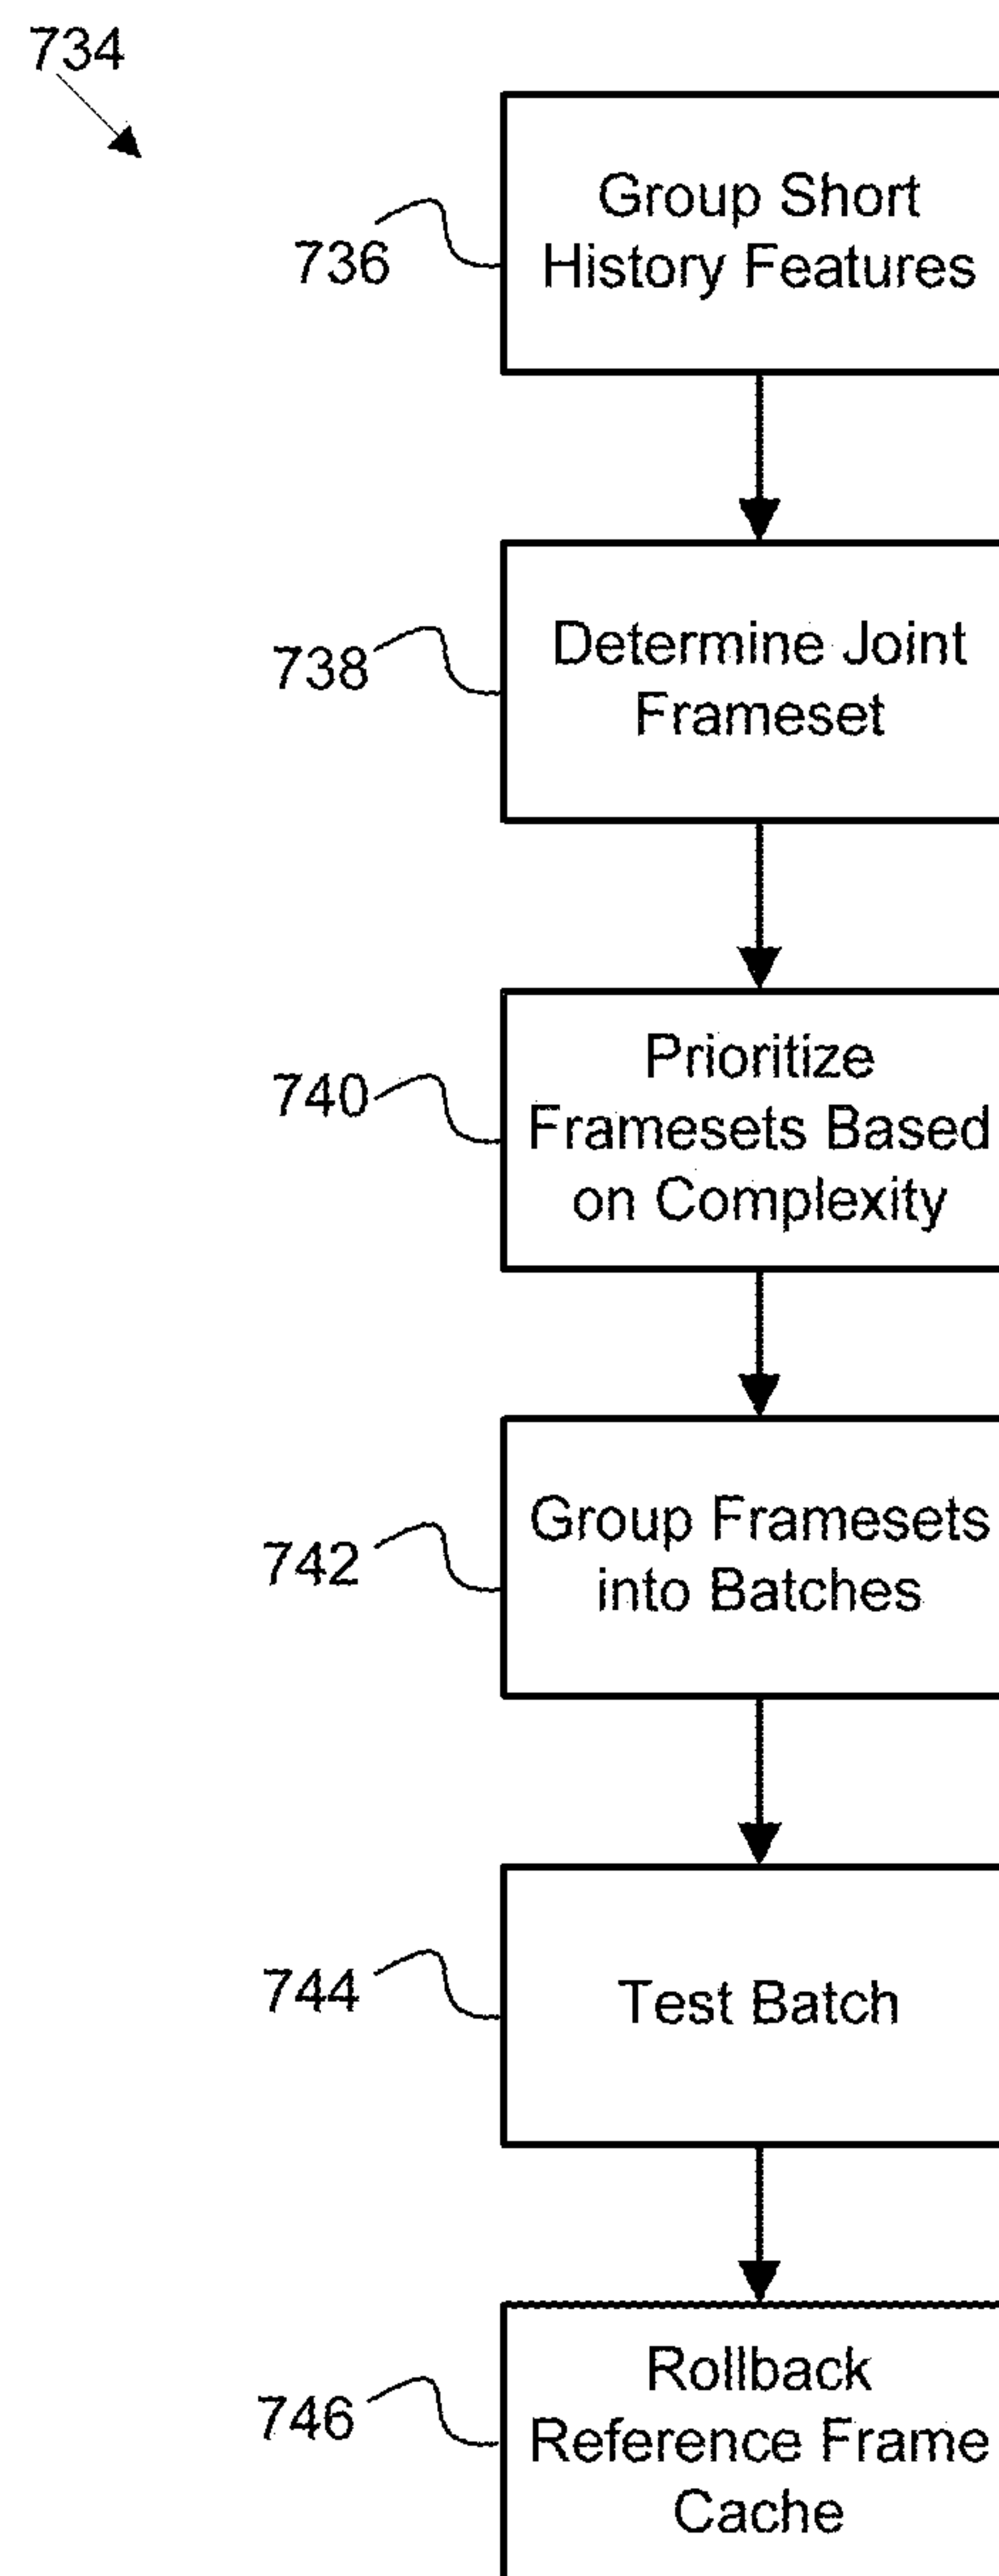 734
736
Group Short
History Features
738
Determine Joint
Frameset
740
Prioritize
Framesets Based
on Complexity
742
Group Framesets
into Batches
744
Test Batch
746
Rollback
Reference Frame
Cache